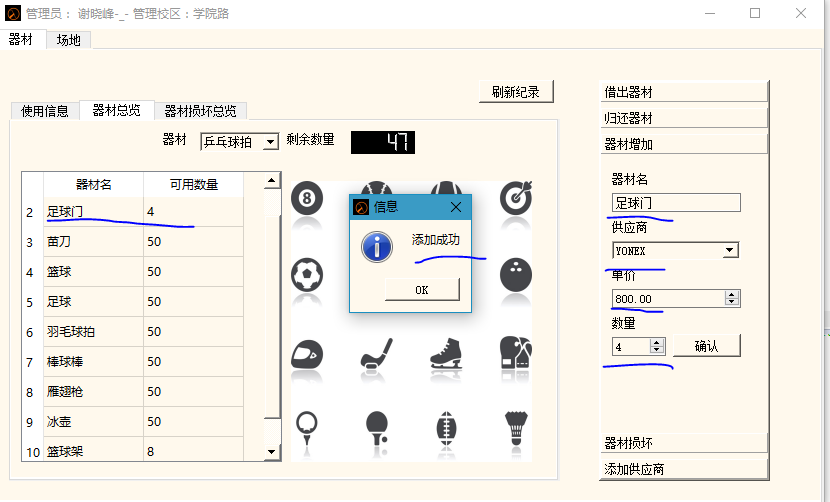 管理员： 谢晓峰-_- 管理校区：学院路
器材 场地
刷新纪录
使用信息 器材总览 器材损坏总览
器材 乒乓球拍 剩余数量 47
器材名 可用数量
2 足球门 4
3 苗刀 50
4 篮球 50
5 足球 50
6 羽毛球拍 50
7 棒球棒 50
8 雁翅枪 50
9 冰壶 50
10 篮球架 8
8
信息
添加成功
OK
借出器材
归还器材
器材增加
器材名
足球门
供应商
YONEX
单价
800.00
数量
4 确认
器材损坏
添加供应商